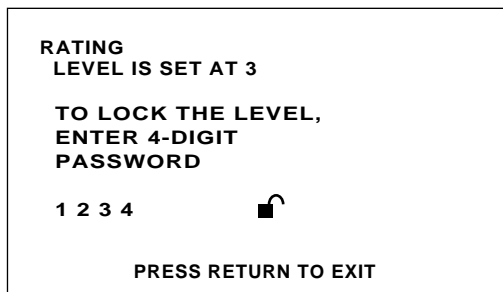 RATING
LEVEL IS SET AT 3
TO LOCK THE LEVEL,
ENTER 4-DIGIT
PASSWORD
1 2 3 4
PRESS RETURN TO EXIT